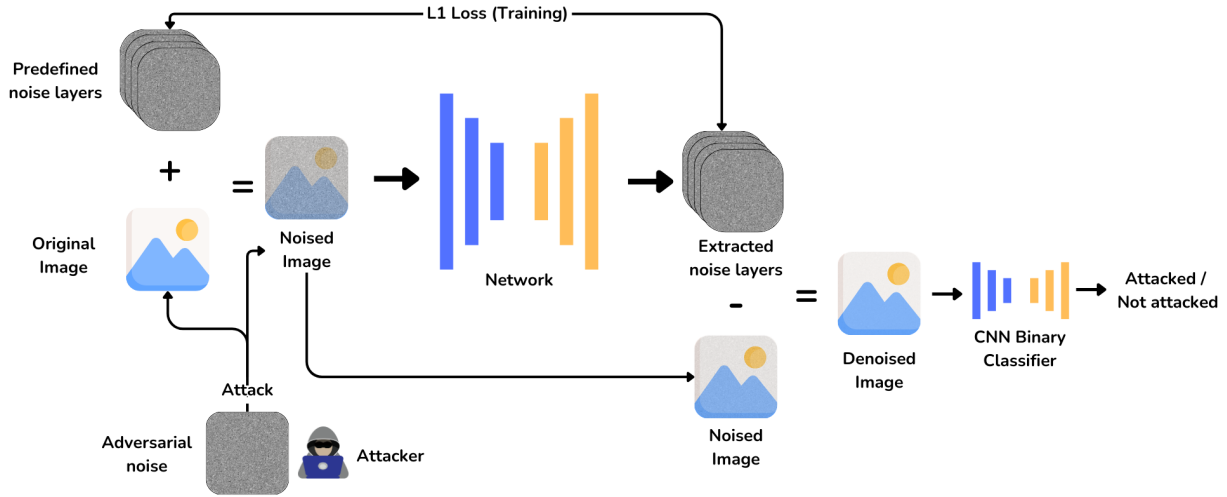 L1 Loss (Training)
Predefined
noise layers
+
=
Original
Image
Noised
Image
Network
Extracted
noise layers
-
=
Noised
Image
Denoised
Image
CNN Binary
Classifier
Attacked /
Not attacked
Attack
Adversarial
noise
Attacker